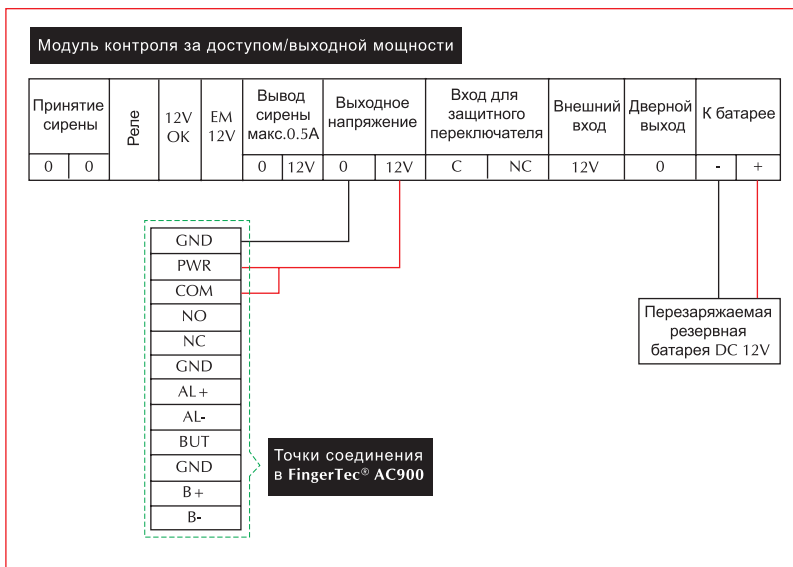 Модуль контроля за доступом/выходной мощности
Принятие
сирены
Реле
12V
OK
EM
12V
Вывод
сирены
макс.0.5А
Выходное
напряжение
Вход для
защитного
переключателя
Внешний
вход
Дверной
выход
К батарее
0 0 0 12V 0 12V C NC 12V 0 - +
GND
PWR
COM
NO
NC
GND
AL+
AL-
BUT
GND
B+
B-
Перезаряжаемая
резервная
батарея DC 12V
Точки соединения
в FingerTec® AC900